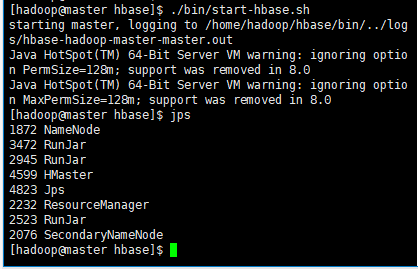 [hadoop@master hbase]$ ./bin/start-hbase.sh
starting master, logging to /home/hadoop/hbase/bin/../log
s/hbase-hadoop-master-master.out
Java HotSpot(TM) 64-Bit Server VM warning: ignoring optio
n PermSize=128m; support was removed in 8.0
Java HotSpot(TM) 64-Bit Server VM warning: ignoring optio
n MaxPermSize=128m; support was removed in 8.0
[hadoop@master hbase]$ jps
1872 NameNode
3472 RunJar
2945 RunJar
4599 HMaster
4823 Jps
2232 ResourceManager
2523 RunJar
2076 SecondaryNameNode
[hadoop@master hbase]$